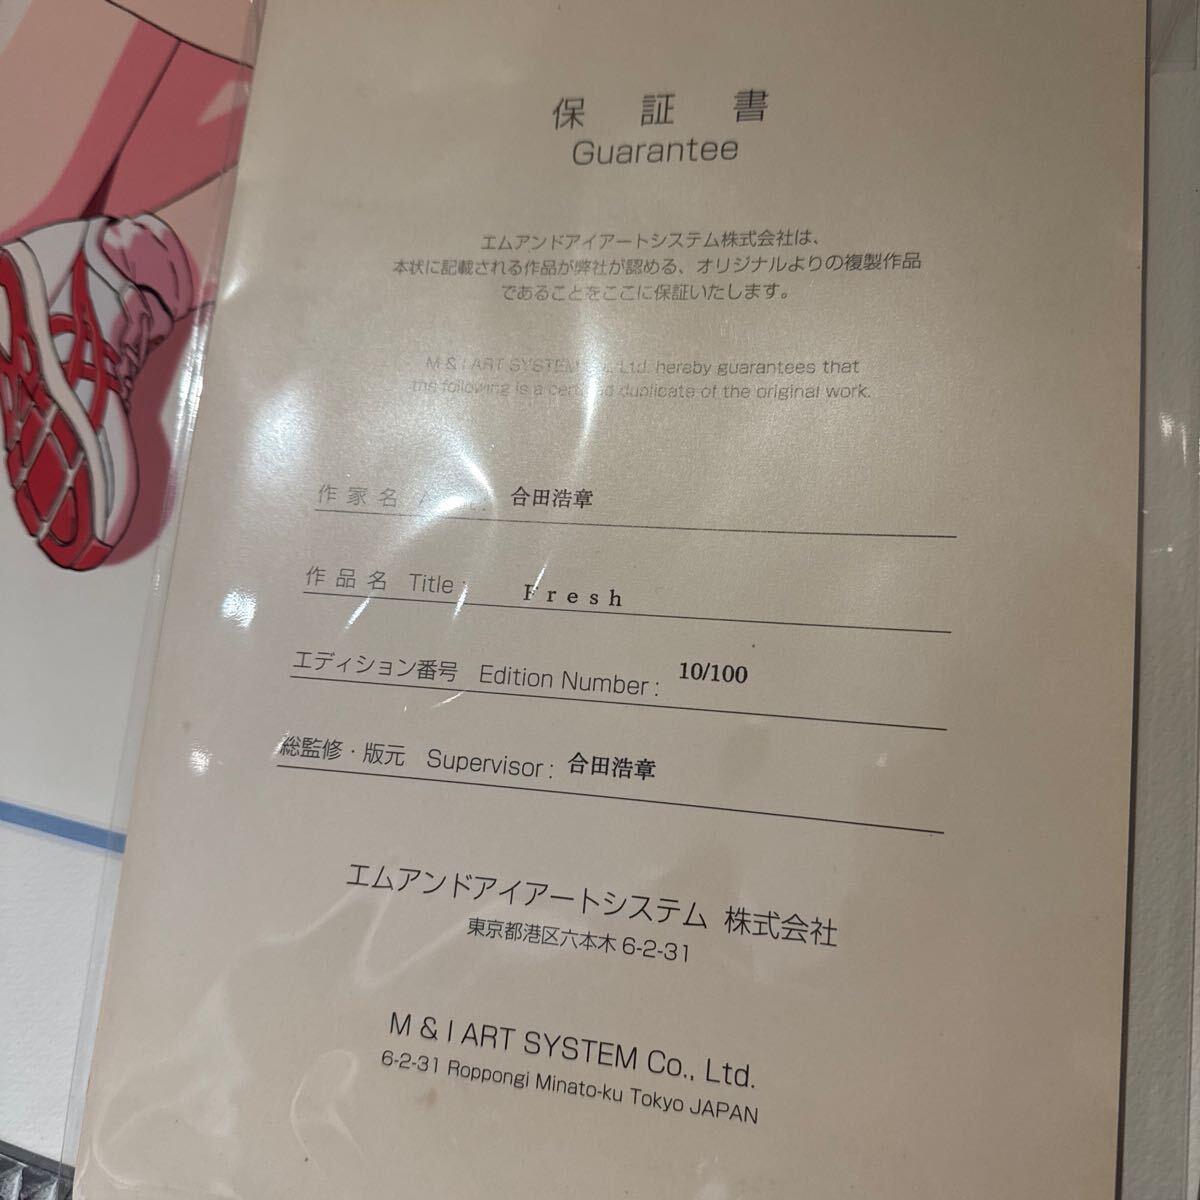 保証書
Guarantee
エムアンドアイアートシステム株式会社は、
本状に記載される作品が弊社が認める、オリジナルよりの複製作品
であることをここに保証いたします。
M & I ART SYSTEM Co., Ltd. hereby guarantees that
the following is a certified duplicate of the original work.
作家名 合田浩章
作品名 Title: Fresh
エディション番号 Edition Number: 10/100
総監修・版元 Supervisor: 合田浩章
エムアンドアイアートシステム 株式会社
東京都港区六本木 6-2-31
M & I ART SYSTEM Co., Ltd.
6-2-31 Roppongi Minato-ku Tokyo JAPAN